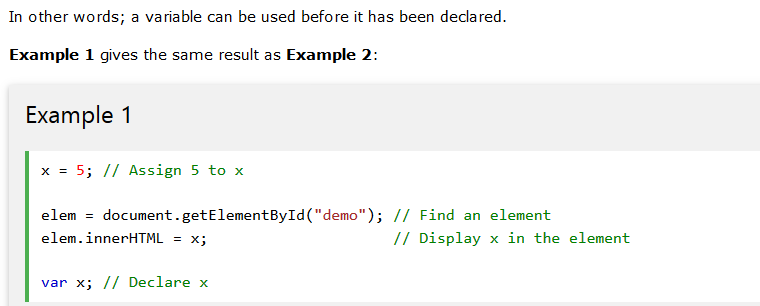 In other words; a variable can be used before it has been declared.
Example 1 gives the same result as Example 2:
Example 1
x = 5; // Assign 5 to x
elem = document.getElementById("demo"); // Find an element
elem.innerHTML = x;                     // Display x in the element
var x; // Declare x